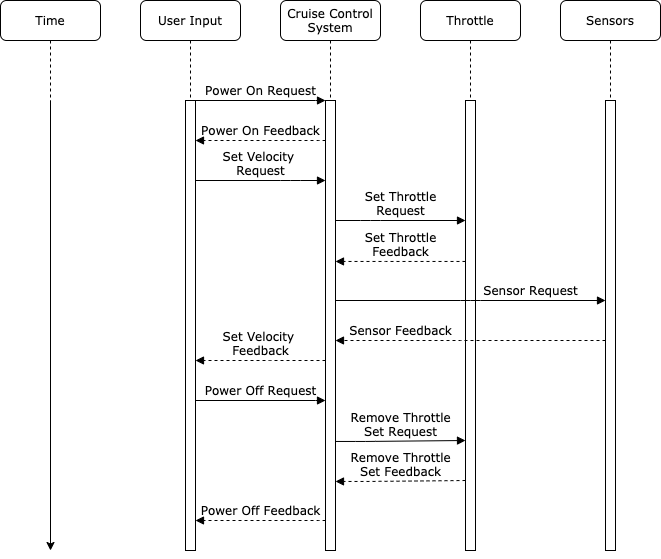 Time
User Input
Cruise Control
System
Throttle
Sensors
Power On Request
Power On Feedback
Set Velocity
Request
Set Throttle
Request
Set Throttle
Feedback
Sensor Request
Sensor Feedback
Set Velocity
Feedback
Power Off Request
Remove Throttle
Set Request
Remove Throttle
Set Feedback
Power Off Feedback